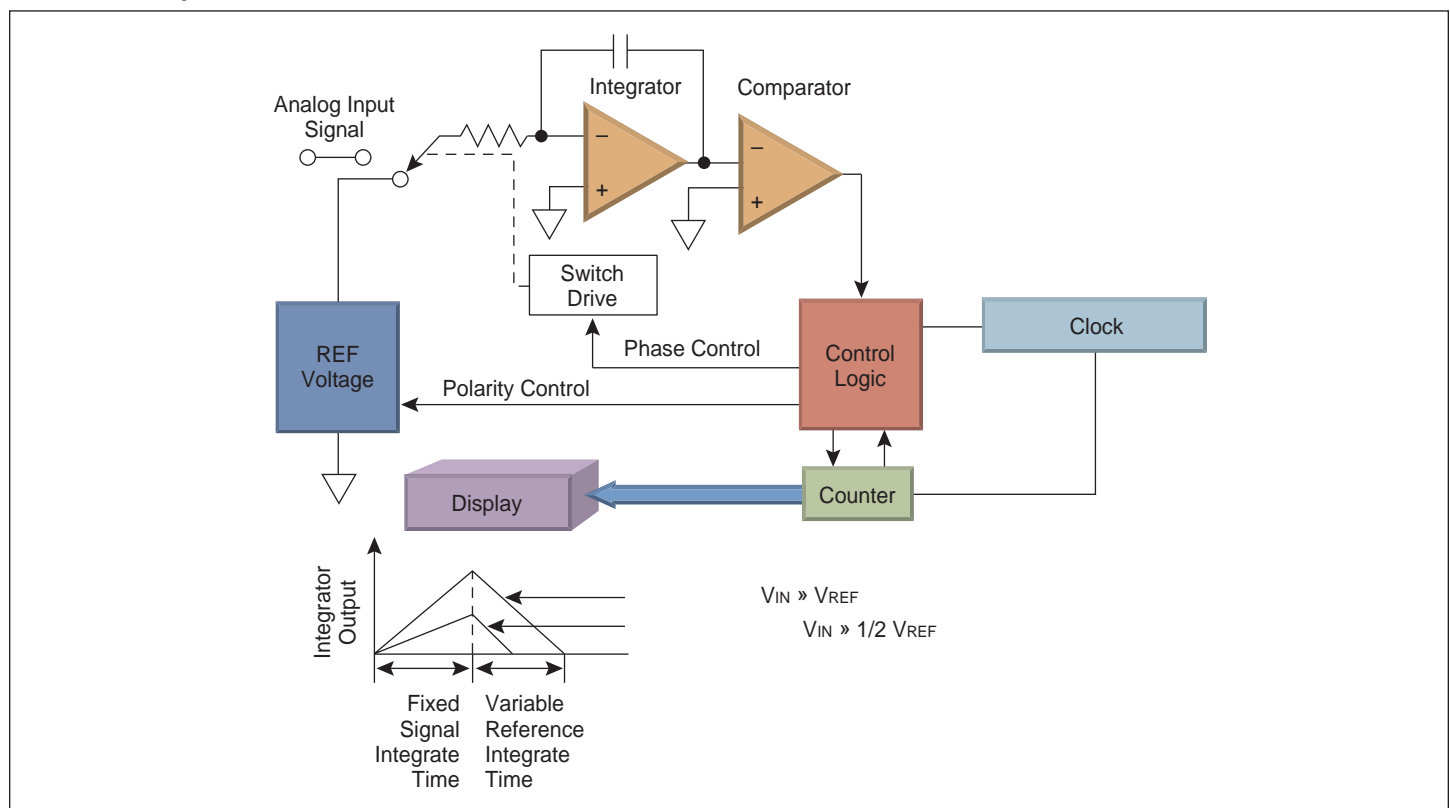 Integrator
Comparator
Analog Input
Signal
−
+
−
+
Switch
Drive
REF
Voltage
Phase Control
Polarity Control
Control
Logic
Clock
Display
Counter
Integrator
Output
VIN » VREF
VIN » 1/2 VREF
Fixed
Signal
Integrate
Time
Variable
Reference
Integrate
Time